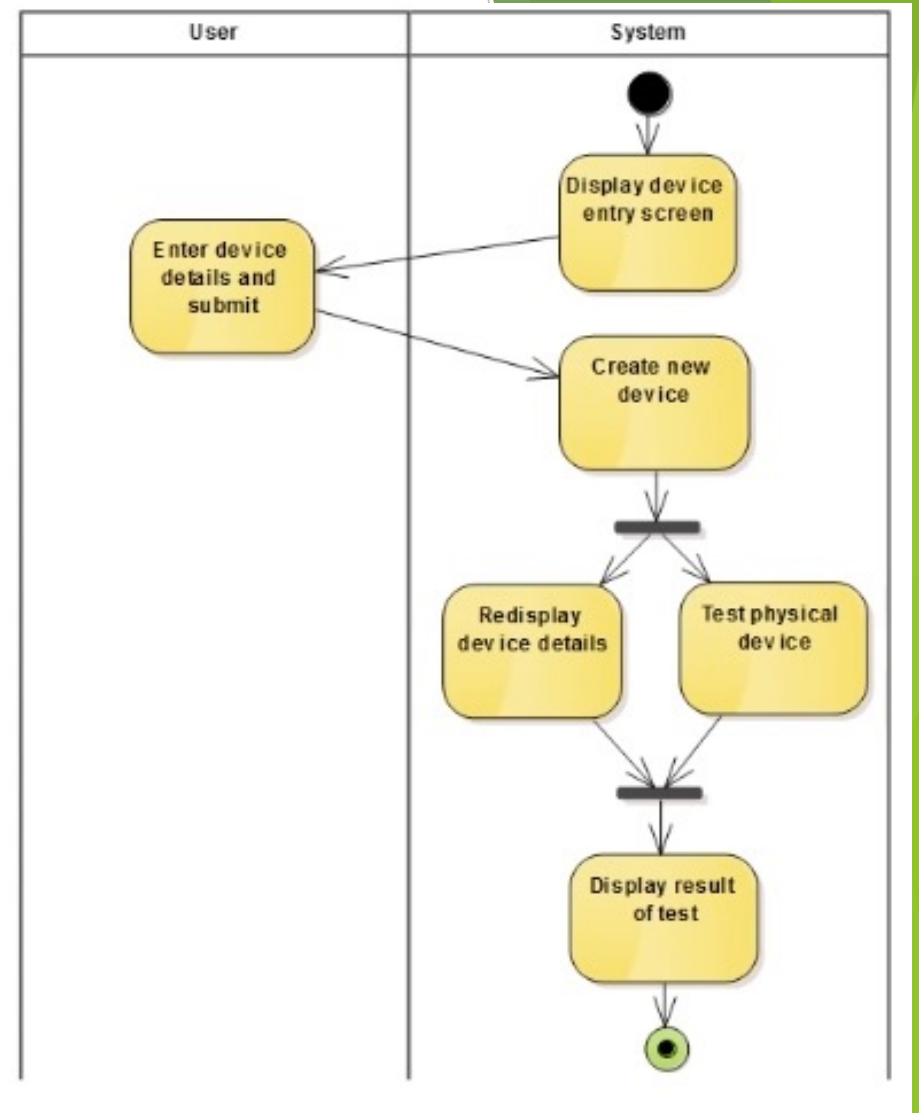 User
System
Display device
entry screen
Enter device
details and
submit
Create new
device
Redisplay
device details
Test physical
device
Display result
of test